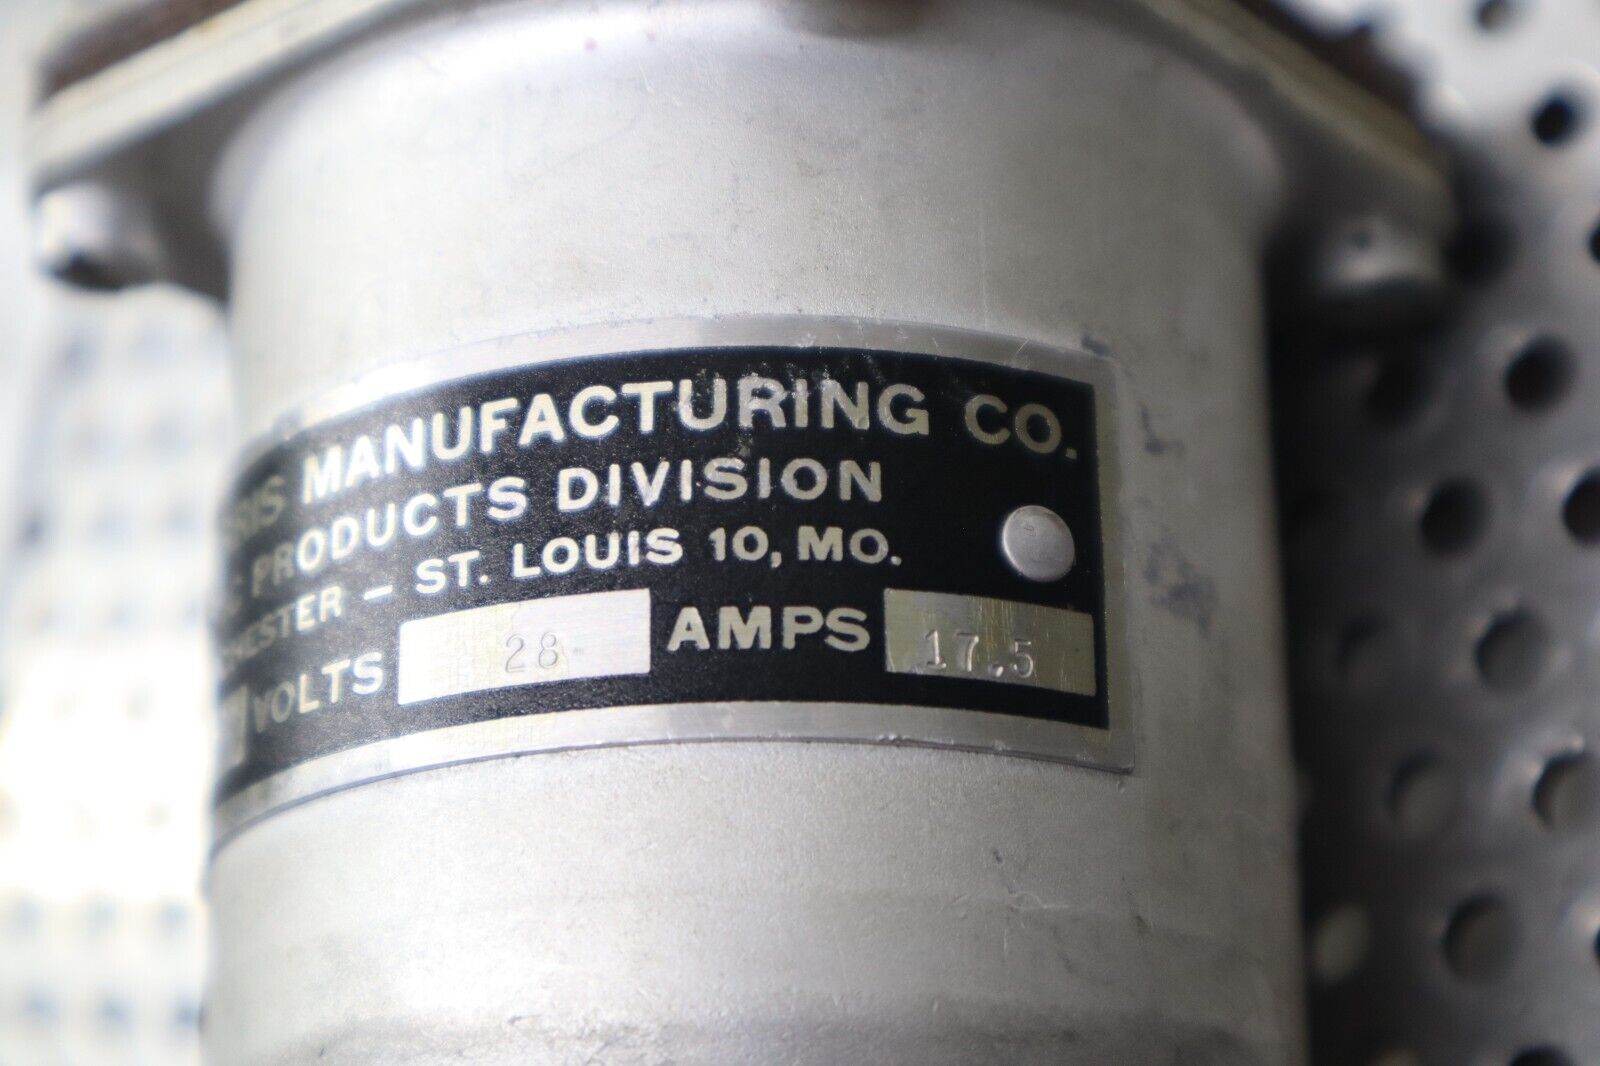 MANUFACTURING CO.
PRODUCTS DIVISION
ST. LOUIS 10, MO.
VOLTS 28 AMPS 17.5